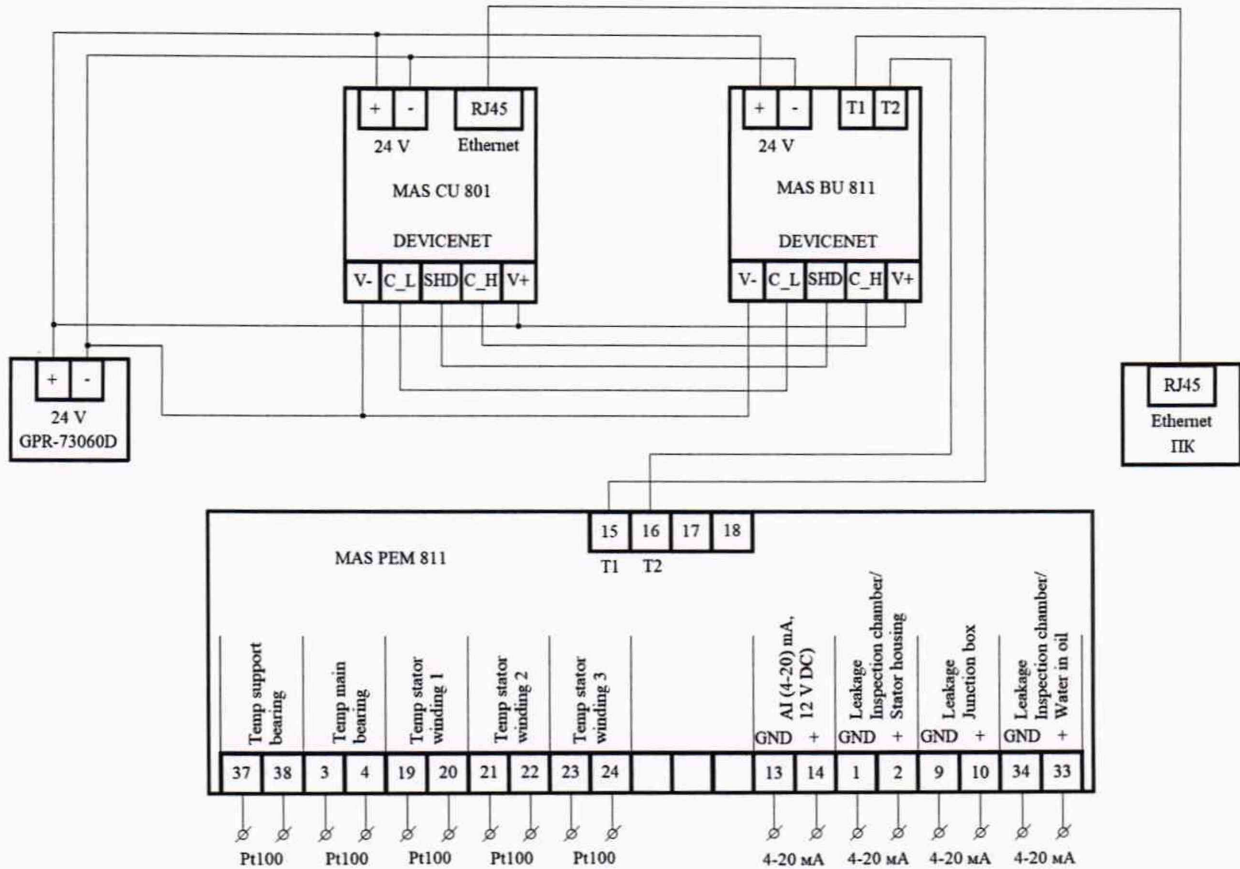 + - RJ45
24 V Ethernet
MAS CU 801
DEVICENET
V- C_L SHD C_H V+
+ - T1 T2
24 V
MAS BU 811
DEVICENET
V- C_L SHD C_H V+
+ -
24 V
GPR-73060D
RJ45
Ethernet
ПК
15 16 17 18
T1 T2
MAS PEM 811
Temp support
bearing
Temp main
bearing
Temp stator
winding 1
Temp stator
winding 2
Temp stator
winding 3
AI (4-20) mA,
12 V DC)
Leakage
Inspection chamber/
Stator housing
Leakage
Junction box
Leakage
Inspection chamber/
Water in oil
GND + GND + GND + GND +
37 38 3 4 19 20 21 22 23 24 13 14 1 2 9 10 34 33
Pt100 Pt100 Pt100 Pt100 Pt100 4-20 мА 4-20 мА 4-20 мА 4-20 мА